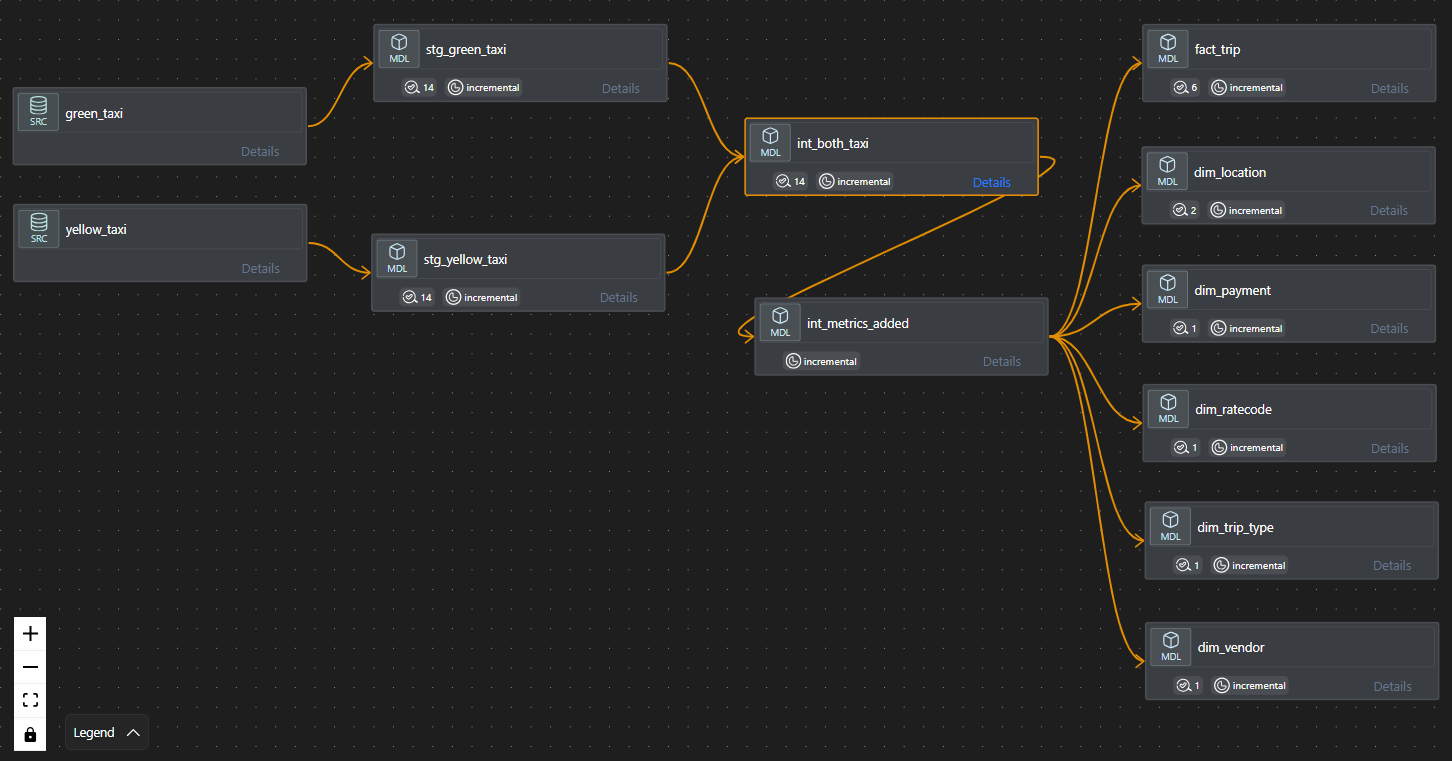 green_taxi
SRC
Details
yellow_taxi
SRC
Details
stg_green_taxi
MDL
14 incremental Details
stg_yellow_taxi
MDL
14 incremental Details
int_both_taxi
MDL
14 incremental Details
int_metrics_added
MDL
incremental Details
fact_trip
MDL
6 incremental Details
dim_location
MDL
2 incremental Details
dim_payment
MDL
1 incremental Details
dim_ratecode
MDL
1 incremental Details
dim_trip_type
MDL
1 incremental Details
dim_vendor
MDL
1 incremental Details
Legend